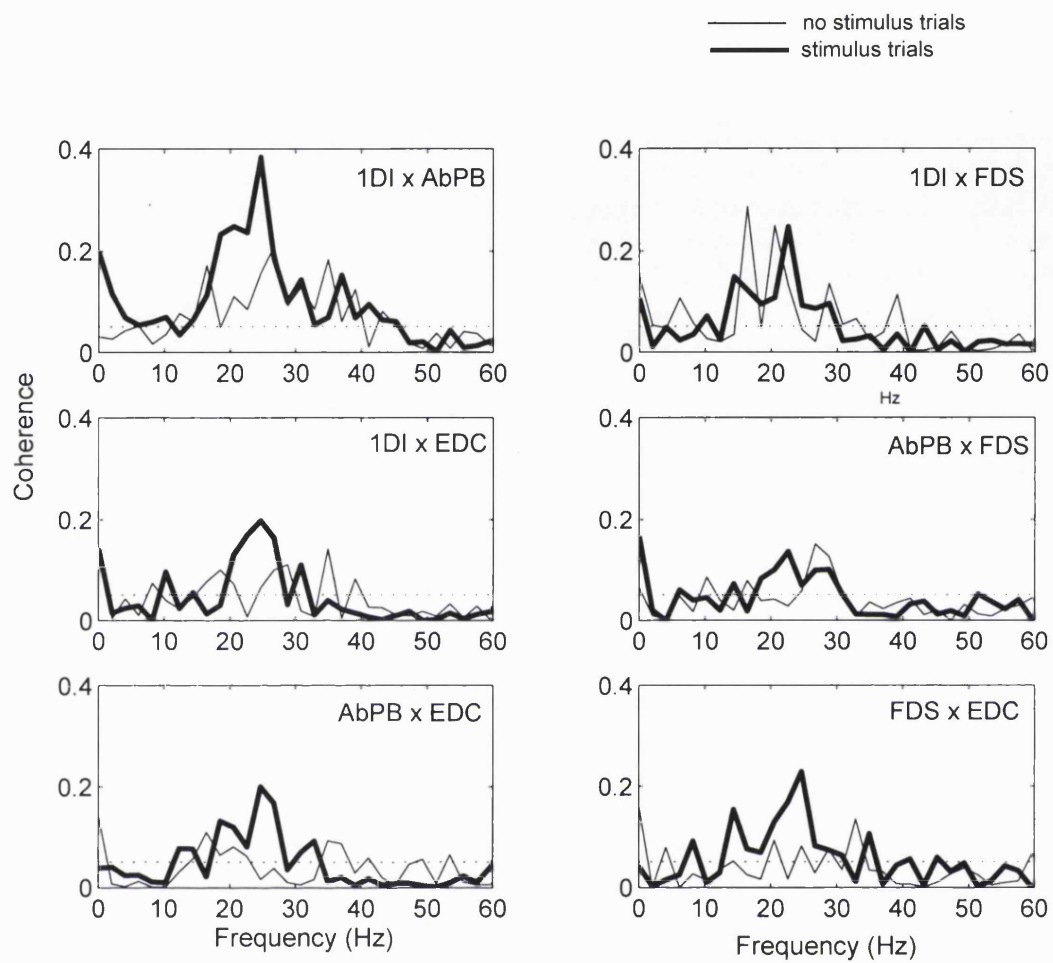 no stimulus trials
stimulus trials
Coherence
0.4
0.2
0
1DI x AbPB
0 10 20 30 40 50 60
0.4
0.2
0
1DI x FDS
0 10 20 30 40 50 60
Hz
0.4
0.2
0
1DI x EDC
0 10 20 30 40 50 60
0.4
0.2
0
AbPB x FDS
0 10 20 30 40 50 60
0.4
0.2
0
AbPB x EDC
0 10 20 30 40 50 60
Frequency (Hz)
0.4
0.2
0
FDS x EDC
0 10 20 30 40 50 60
Frequency (Hz)